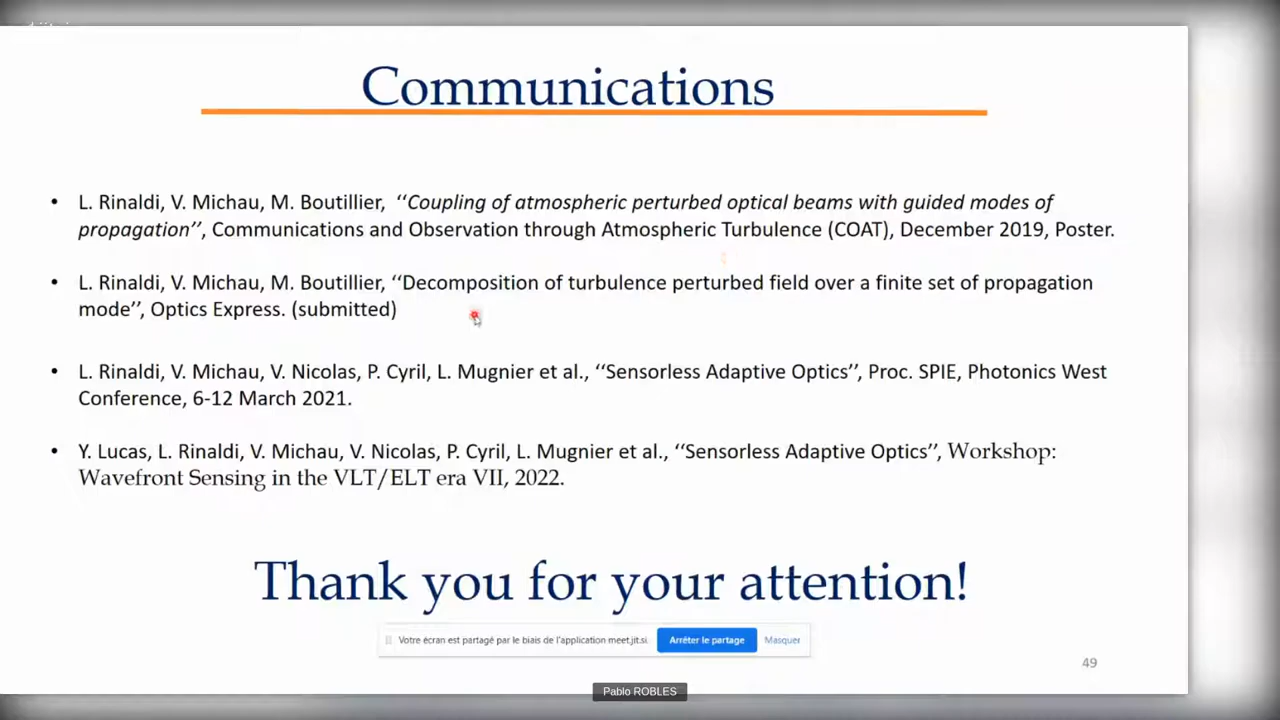 Communications
• L. Rinaldi, V. Michau, M. Boutillier, ‘‘Coupling of atmospheric perturbed optical beams with guided modes of
propagation’’, Communications and Observation through Atmospheric Turbulence (COAT), December 2019, Poster.
• L. Rinaldi, V. Michau, M. Boutillier, ‘‘Decomposition of turbulence perturbed field over a finite set of propagation
mode’’, Optics Express. (submitted)
• L. Rinaldi, V. Michau, V. Nicolas, P. Cyril, L. Mugnier et al., ‘‘Sensorless Adaptive Optics’’, Proc. SPIE, Photonics West
Conference, 6-12 March 2021.
• Y. Lucas, L. Rinaldi, V. Michau, V. Nicolas, P. Cyril, L. Mugnier et al., ‘‘Sensorless Adaptive Optics’’, Workshop:
Wavefront Sensing in the VLT/ELT era VII, 2022.
Thank you for your attention!
Votre écran est partagé par le biais de l'application meet.jit.si. Arrêter le partage Masquer
49
Pablo ROBLES